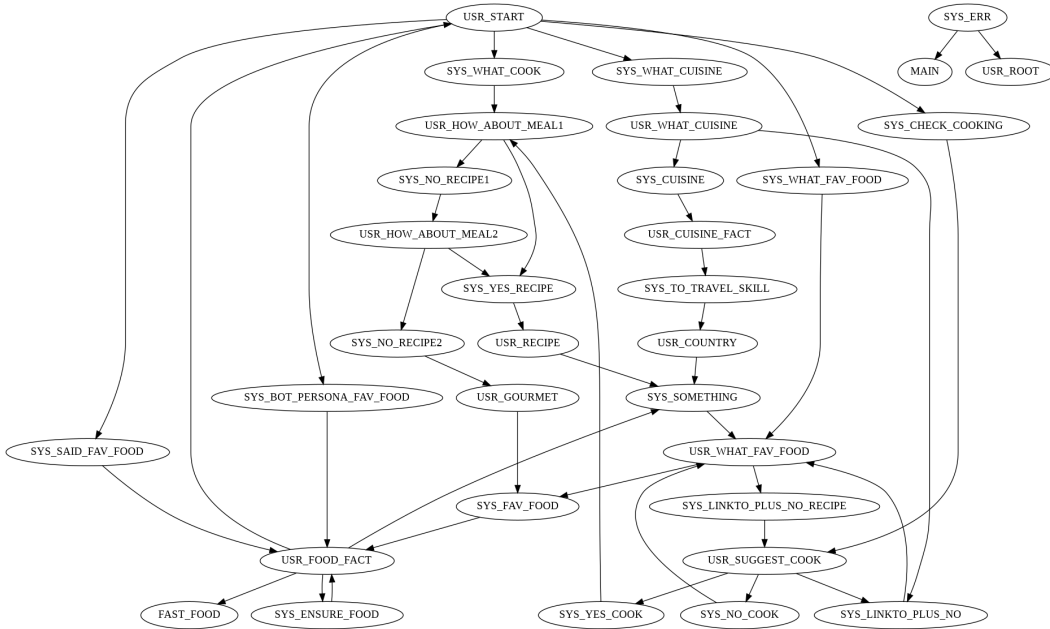 USR_START
SYS_ERR
SYS_WHAT_COOK
SYS_WHAT_CUISINE
MAIN
USR_ROOT
USR_HOW_ABOUT_MEAL1
USR_WHAT_CUISINE
SYS_CHECK_COOKING
SYS_NO_RECIPE1
SYS_CUISINE
SYS_WHAT_FAV_FOOD
USR_HOW_ABOUT_MEAL2
USR_CUISINE_FACT
SYS_YES_RECIPE
SYS_TO_TRAVEL_SKILL
SYS_NO_RECIPE2
USR_RECIPE
USR_COUNTRY
SYS_BOT_PERSONA_FAV_FOOD
USR_GOURMET
SYS_SOMETHING
SYS_SAID_FAV_FOOD
USR_WHAT_FAV_FOOD
SYS_FAV_FOOD
SYS_LINKTO_PLUS_NO_RECIPE
USR_FOOD_FACT
USR_SUGGEST_COOK
FAST_FOOD
SYS_ENSURE_FOOD
SYS_YES_COOK
SYS_NO_COOK
SYS_LINKTO_PLUS_NO